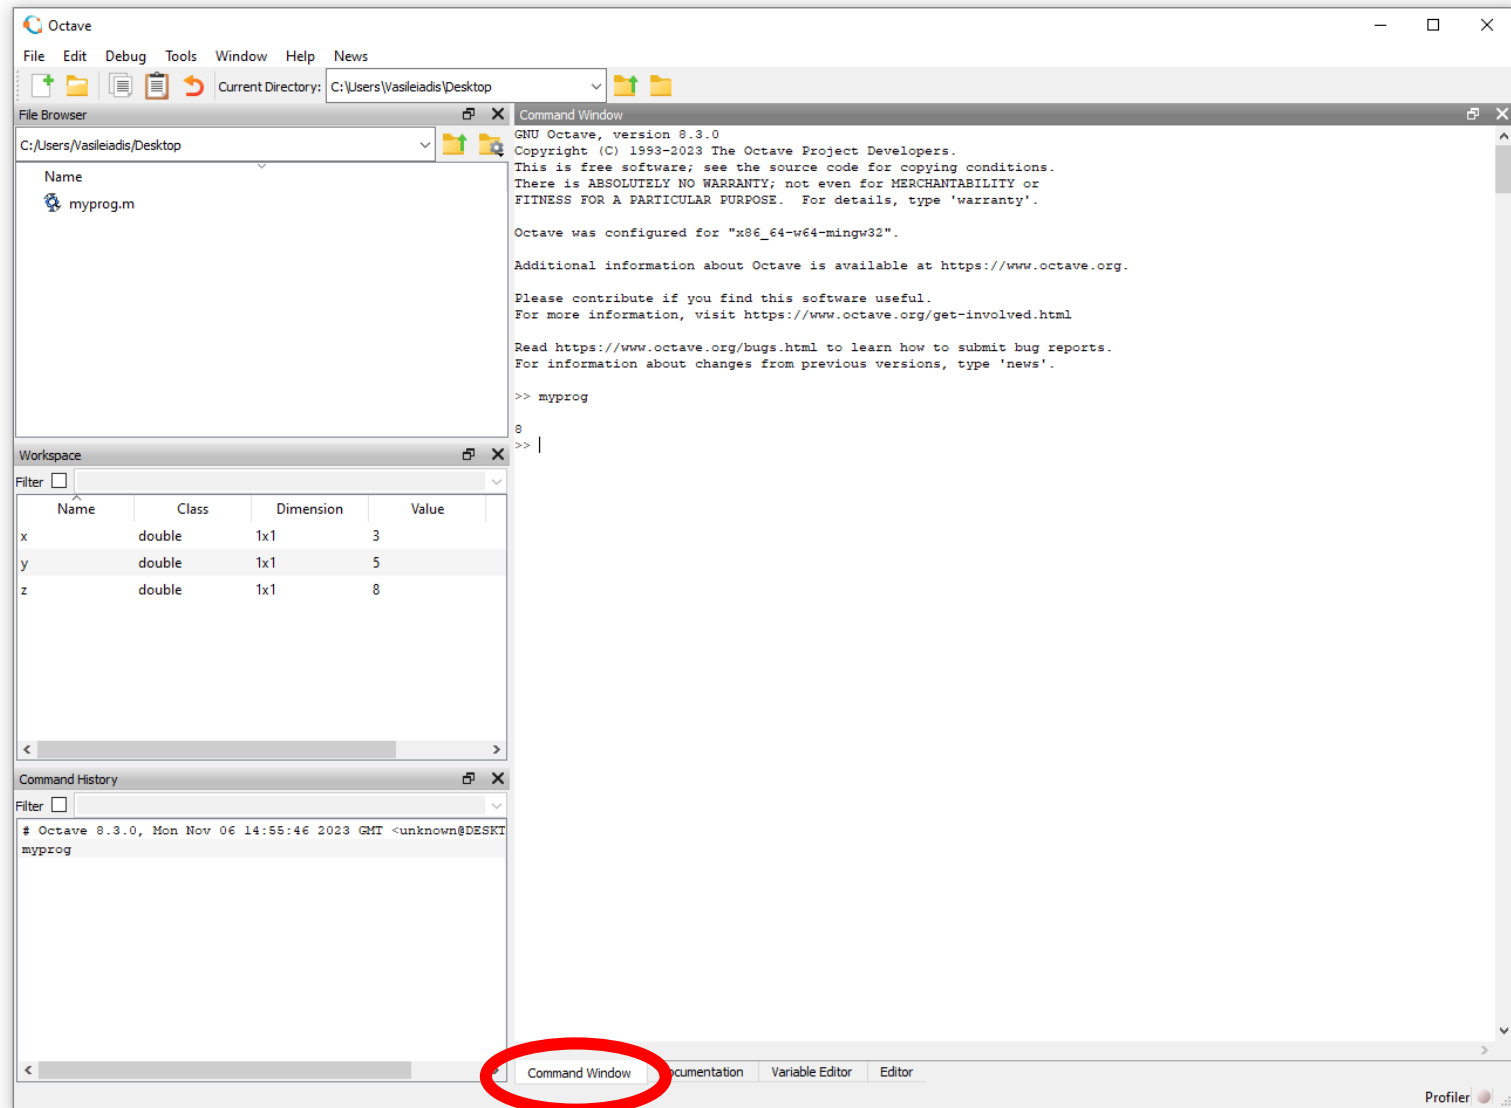 Octave
File Edit Debug Tools Window Help News
Current Directory: C:\Users\Vasileiadis\Desktop
File Browser
C:/Users/Vasileiadis/Desktop
Name
myprog.m
Workspace
Filter
Name Class Dimension Value
x double 1x1 3
y double 1x1 5
z double 1x1 8
Command History
Filter
# Octave 8.3.0, Mon Nov 06 14:55:46 2023 GMT <unknown@DESKT
myprog
Command Window
GNU Octave, version 8.3.0
Copyright (C) 1993-2023 The Octave Project Developers.
This is free software; see the source code for copying conditions.
There is ABSOLUTELY NO WARRANTY; not even for MERCHANTABILITY or
FITNESS FOR A PARTICULAR PURPOSE.  For details, type 'warranty'.
Octave was configured for "x86_64-w64-mingw32".
Additional information about Octave is available at https://www.octave.org.
Please contribute if you find this software useful.
For more information, visit https://www.octave.org/get-involved.html
Read https://www.octave.org/bugs.html to learn how to submit bug reports.
For information about changes from previous versions, type 'news'.
>> myprog
8
>>
Command Window ocumentation Variable Editor Editor
Profiler